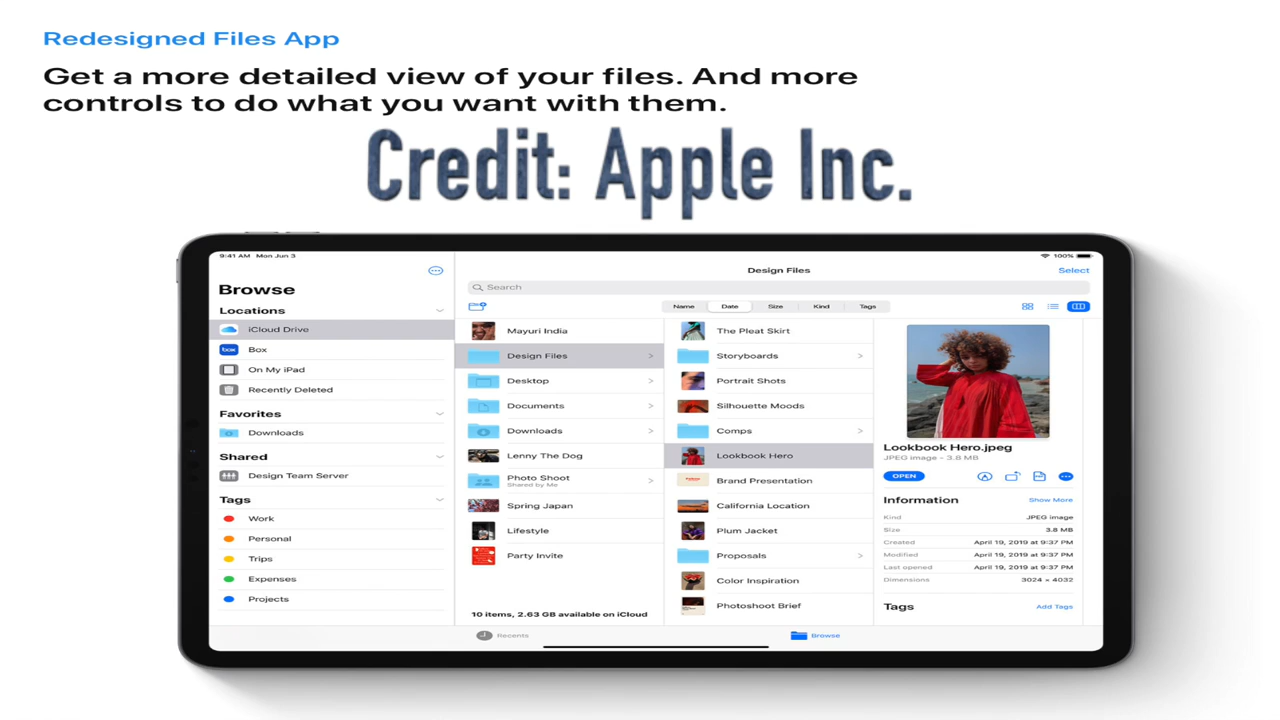 Redesigned Files App
Get a more detailed view of your files. And more
controls to do what you want with them.
Credit: Apple Inc.
9:41 AM Mon Jun 3
100%
Browse
Locations
iCloud Drive
box
Box
On My iPad
Recently Deleted
Favorites
Downloads
Shared
Design Team Server
Tags
Work
Personal
Trips
Expenses
Projects
Design Files
Select
Search
Name Date Size Kind Tags
Mayuri India
Design Files
Desktop
Documents
Downloads
Lenny The Dog
Photo Shoot
Shared by Me
Spring Japan
Lifestyle
Party Invite
10 items, 2.63 GB available on iCloud
The Pleat Skirt
Storyboards
Portrait Shots
Silhouette Moods
Comps
Lookbook Hero
Brand Presentation
California Location
Plum Jacket
Proposals
Color Inspiration
Photoshoot Brief
Lookbook Hero.jpeg
JPEG image - 3.8 MB
OPEN
Information Show More
Kind JPEG image
Size 3.8 MB
Created April 19, 2019 at 9:37 PM
Modified April 19, 2019 at 9:37 PM
Last opened April 19, 2019 at 9:37 PM
Dimensions 3024 × 4032
Tags Add Tags
Recents
Browse